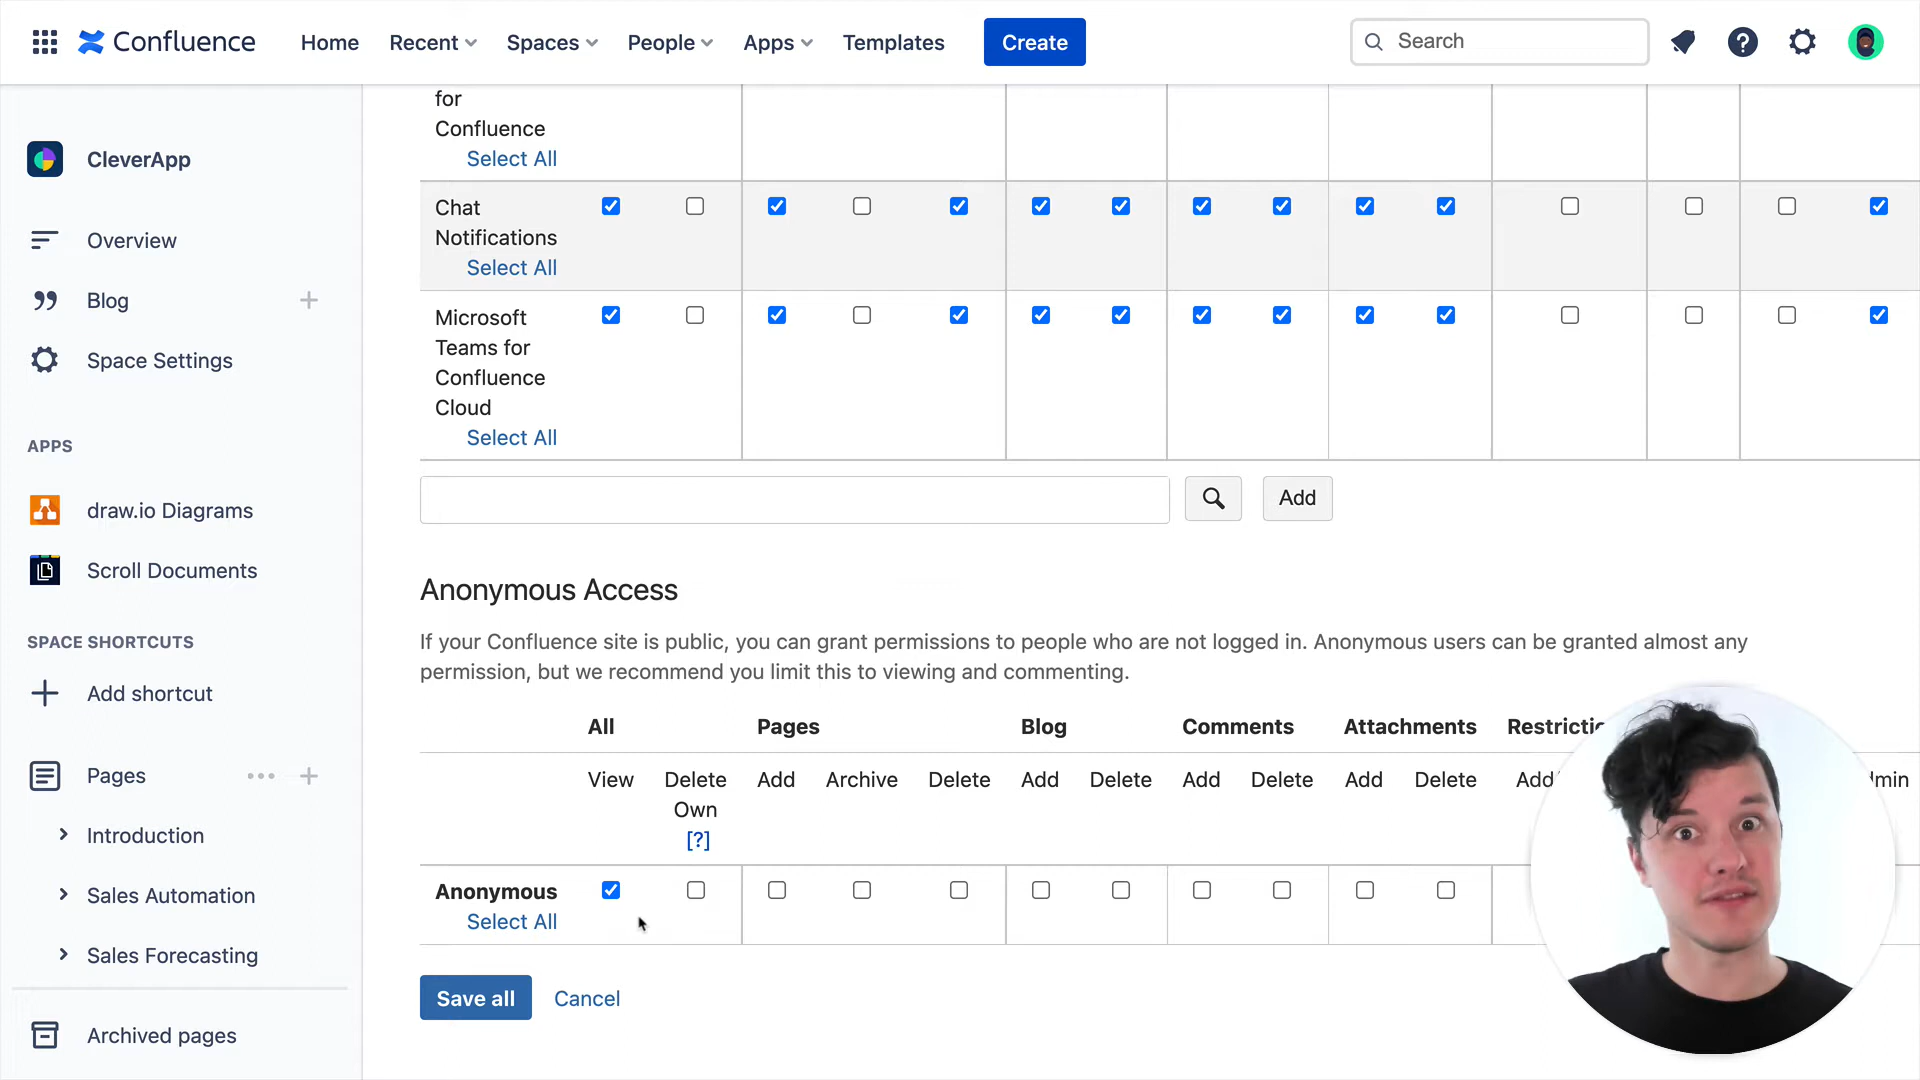 Confluence
Home
Recent
Spaces
People
Apps
Templates
Create
Search
CleverApp
Overview
Blog
Space Settings
APPS
draw.io Diagrams
Scroll Documents
SPACE SHORTCUTS
Add shortcut
Pages
Introduction
Sales Automation
Sales Forecasting
Archived pages
for
Confluence
Select All
Chat
Notifications
Select All
Microsoft
Teams for
Confluence
Cloud
Select All
Add
Anonymous Access
If your Confluence site is public, you can grant permissions to people who are not logged in. Anonymous users can be granted almost any
permission, but we recommend you limit this to viewing and commenting.
All Pages Blog Comments Attachments
View Delete Add Archive Delete Add Delete Add Delete Add Delete
Own
[?]
Anonymous
Select All
Save all Cancel